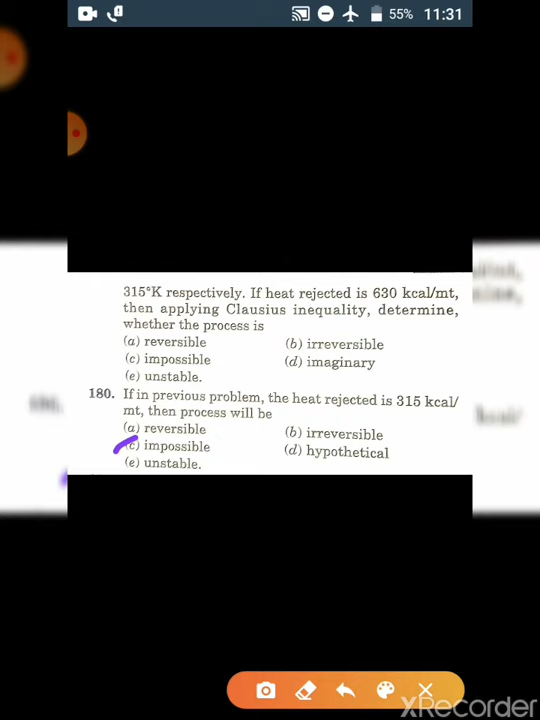 55% 11:31
315°K respectively. If heat rejected is 630 kcal/mt,
then applying Clausius inequality, determine,
whether the process is
(a) reversible (b) irreversible
(c) impossible (d) imaginary
(e) unstable.
180. If in previous problem, the heat rejected is 315 kcal/
mt, then process will be
(a) reversible (b) irreversible
(c) impossible (d) hypothetical
(e) unstable.
XRecorder